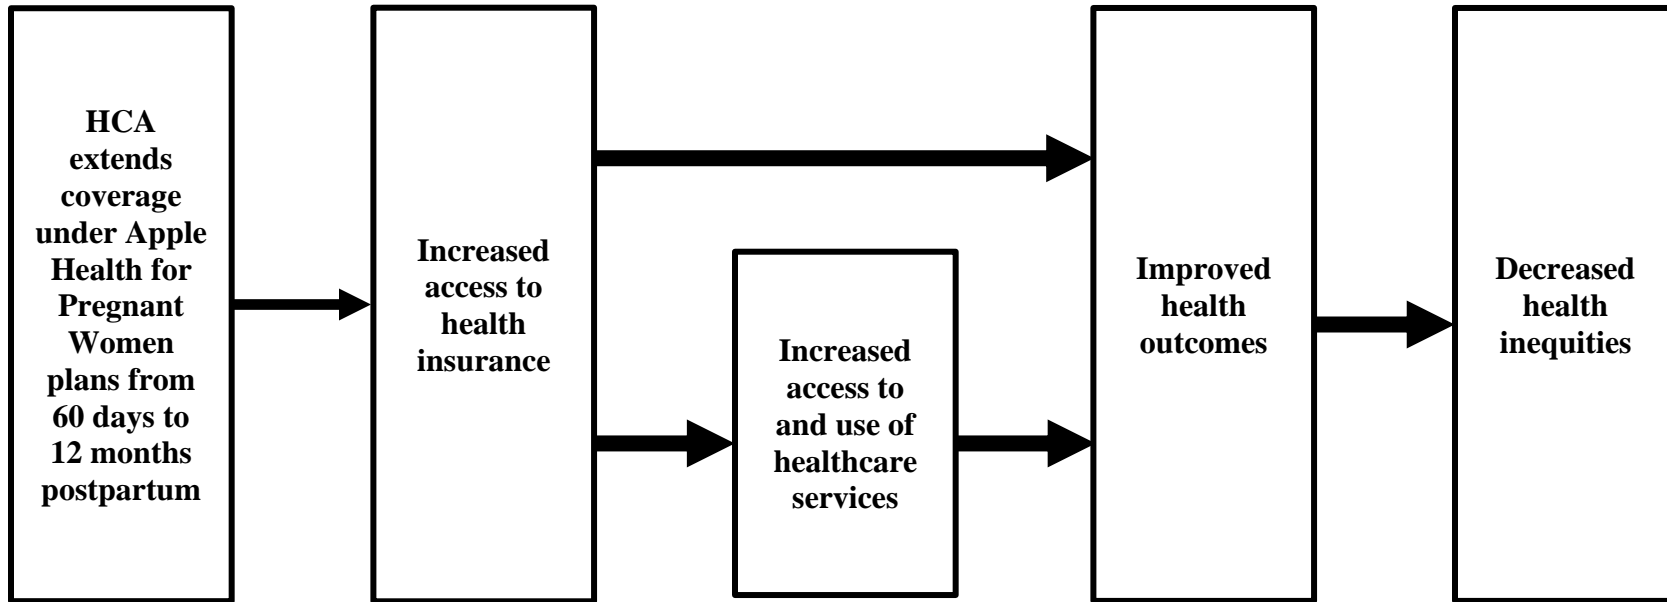 HCA
extends
coverage
under Apple
Health for
Pregnant
Women
plans from
60 days to
12 months
postpartum
Increased
access to
health
insurance
Increased
access to
and use of
healthcare
services
Improved
health
outcomes
Decreased
health
inequities